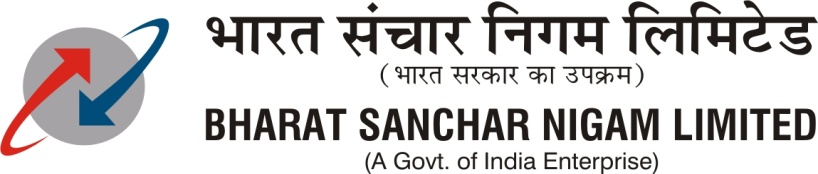 भारत संचार निगम लिमिटेड
(भारत सरकार का उपक्रम)
BHARAT SANCHAR NIGAM LIMITED
(A Govt. of India Enterprise)